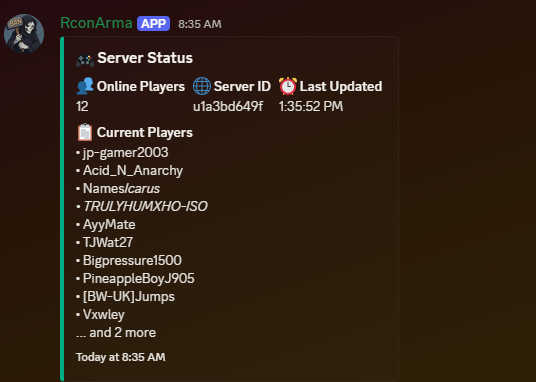 RconArma APP 8:35 AM
Server Status
Online Players Server ID Last Updated
12 u1a3bd649f 1:35:52 PM
Current Players
• jp-gamer2003
• Acid_N_Anarchy
• NamesIcarus
• TRULYHUMXHO-ISO
• AyyMate
• TJWat27
• Bigpressure1500
• PineappleBoyJ905
• [BW-UK]Jumps
• Vxwley
... and 2 more
Today at 8:35 AM